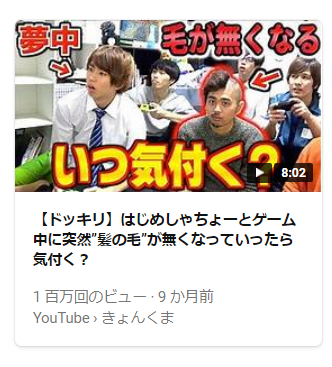 夢中
毛が無くなる
いつ気付く?
8:02
【ドッキリ】はじめしゃちょーとゲーム
中に突然”髪の毛”が無くなっていったら
気付く？
1 百万回のビュー · 9 か月前
YouTube › きょんくま